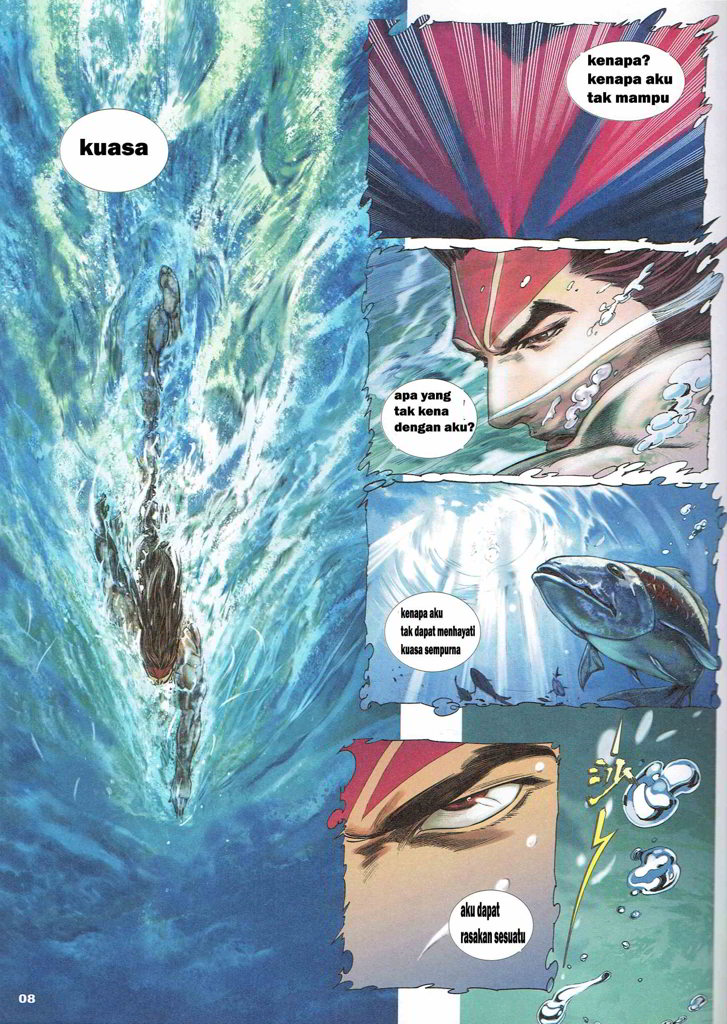 kuasa
kenapa?
kenapa aku
tak mampu
apa yang
tak kena
dengan aku?
kenapa aku
tak dapat menhayati
kuasa sempurna
aku dapat
rasakan sesuatu
08